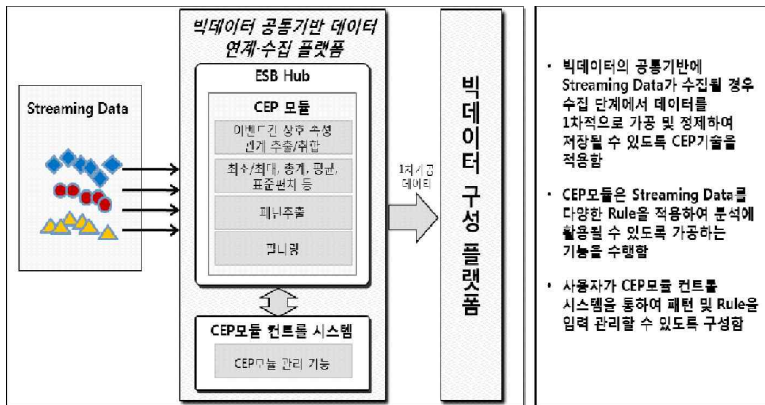 빅데이터 공통기반 데이터
연계·수집 플랫폼
ESB Hub
Streaming Data
CEP 모듈
이벤트간 상호 속성
관계 추출/취합
최소/최대, 총계, 평균,
표준편차 등
패턴추출
필터링
1차가공
데이터
빅데이터 구성 플랫폼
CEP모듈 컨트롤 시스템
CEP모듈 관리 기능
• 빅데이터의 공통기반에
Streaming Data가 수집될 경우
수집 단계에서 데이터를
1차적으로 가공 및 정제하여
저장될 수 있도록 CEP기술을
적용함
• CEP모듈은 Streaming Data를
다양한 Rule을 적용하여 분석에
활용될 수 있도록 가공하는
기능을 수행함
• 사용자가 CEP모듈 컨트롤
시스템을 통하여 패턴 및 Rule을
입력 관리할 수 있도록 구성함